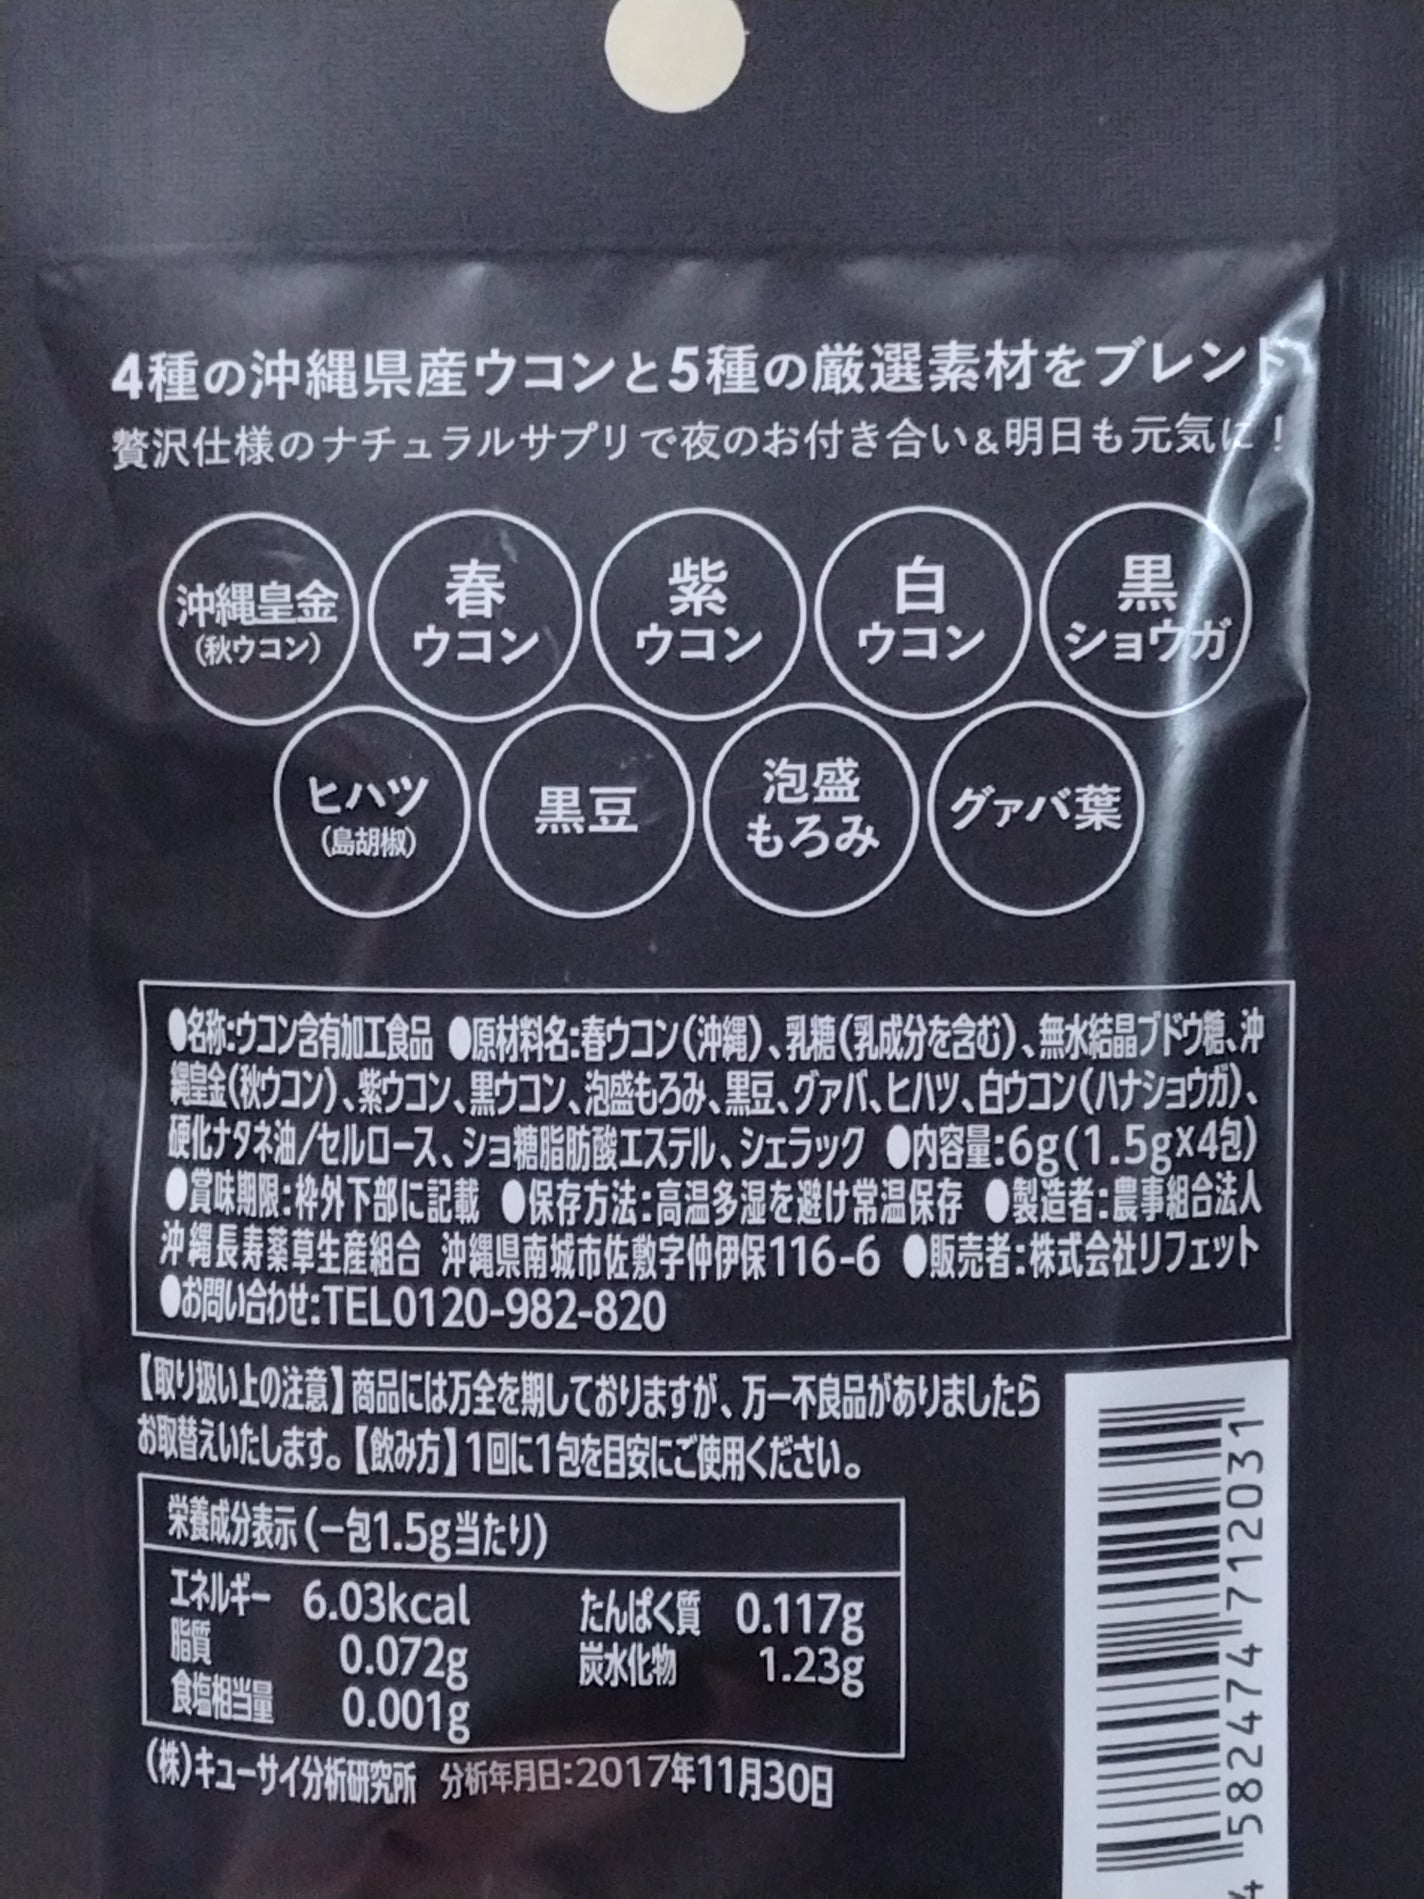 4種の沖縄県産ウコンと5種の厳選素材をブレンド
贅沢仕様のナチュラルサプリで夜のお付き合い&明日も元気に!
沖縄皇金
(秋ウコン)
春
ウコン
紫
ウコン
白
ウコン
黒
ショウガ
ヒハツ
(島胡椒)
黒豆
泡盛
もろみ
グァバ葉
●名称:ウコン含有加工食品 ●原材料名:春ウコン(沖縄)、乳糖(乳成分を含む)、無水結晶ブドウ糖、沖
縄皇金(秋ウコン)、紫ウコン、黒ウコン、泡盛もろみ、黒豆、グァバ、ヒハツ、白ウコン(ハナショウガ)、
硬化ナタネ油/セルロース、ショ糖脂肪酸エステル、シェラック ●内容量:6g(1.5g×4包)
●賞味期限:枠外下部に記載 ●保存方法:高温多湿を避け常温保存 ●製造者:農事組合法人
沖縄長寿薬草生産組合 沖縄県南城市佐敷字仲伊保116-6 ●販売者:株式会社リフェット
●お問い合わせ:TEL0120-982-820
【取り扱い上の注意】商品には万全を期しておりますが、万一不良品がありましたら
お取替えいたします。【飲み方】1回に1包を目安にご使用ください。
栄養成分表示(一包1.5g当たり)
エネルギー 6.03kcal たんぱく質 0.117g
脂質 0.072g 炭水化物 1.23g
食塩相当量 0.001g
(株)キューサイ分析研究所 分析年月日:2017年11月30日
4 582474 712031